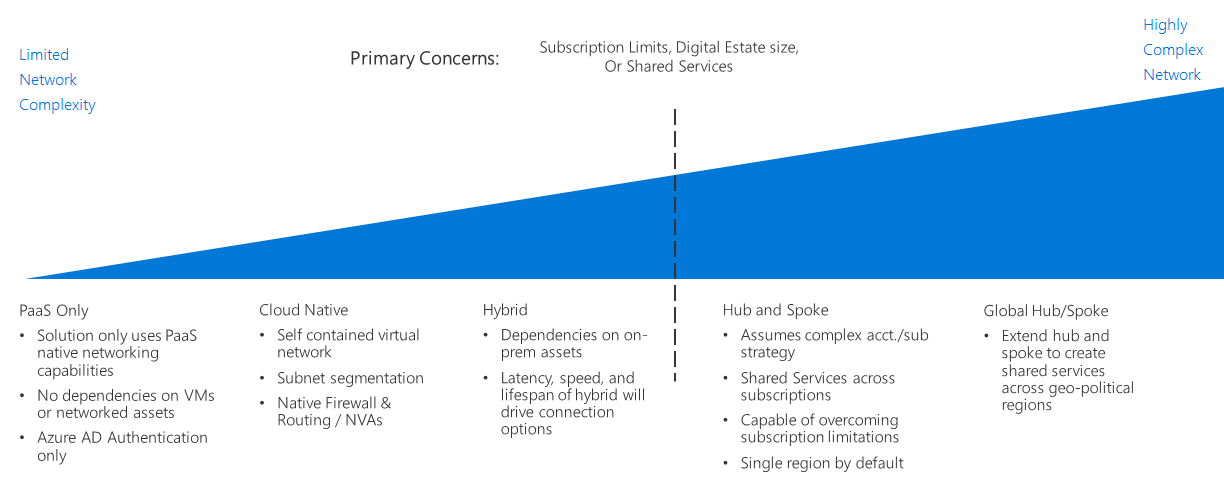 Limited
Network
Complexity
Primary Concerns:
Subscription Limits, Digital Estate size,
Or Shared Services
Highly
Complex
Network
PaaS Only
• Solution only uses PaaS
native networking
capabilities
• No dependencies on VMs
or networked assets
• Azure AD Authentication
only
Cloud Native
• Self contained virtual
network
• Subnet segmentation
• Native Firewall &
Routing / NVAs
Hybrid
• Dependencies on on-
prem assets
• Latency, speed, and
lifespan of hybrid will
drive connection
options
Hub and Spoke
• Assumes complex acct./sub
strategy
• Shared Services across
subscriptions
• Capable of overcoming
subscription limitations
• Single region by default
Global Hub/Spoke
• Extend hub and
spoke to create
shared services
across geo-political
regions